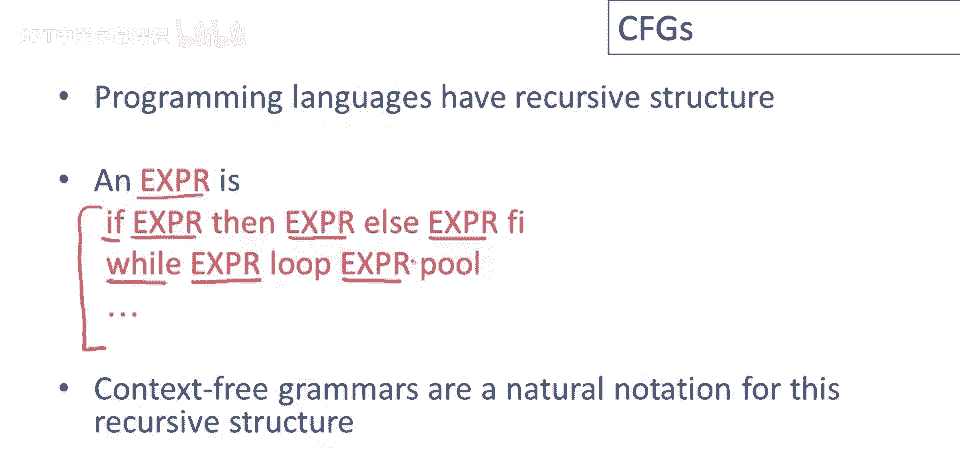 CFGs
• Programming languages have recursive structure
• An EXPR is
if EXPR then EXPR else EXPR fi
while EXPR loop EXPR pool
...
• Context-free grammars are a natural notation for this
recursive structure